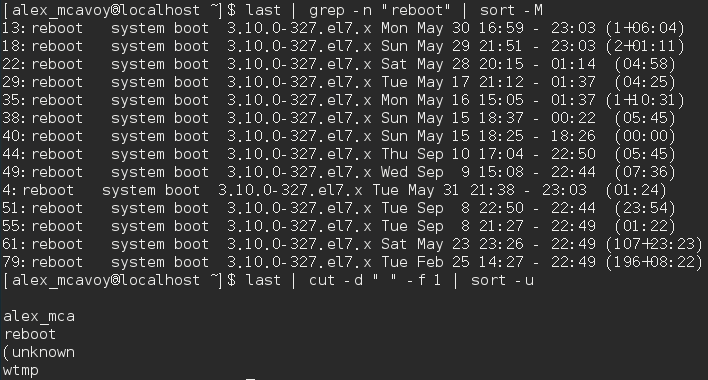 [alex_mcavoy@localhost ~]$ last | grep -n "reboot" | sort -M
13:reboot   system boot  3.10.0-327.el7.x Mon May 30 16:59 - 23:03 (1+06:04)
18:reboot   system boot  3.10.0-327.el7.x Sun May 29 21:51 - 23:03 (2+01:11)
22:reboot   system boot  3.10.0-327.el7.x Sat May 28 20:15 - 01:14  (04:58)
29:reboot   system boot  3.10.0-327.el7.x Tue May 17 21:12 - 01:37  (04:25)
35:reboot   system boot  3.10.0-327.el7.x Mon May 16 15:05 - 01:37 (1+10:31)
38:reboot   system boot  3.10.0-327.el7.x Sun May 15 18:37 - 00:22  (05:45)
40:reboot   system boot  3.10.0-327.el7.x Sun May 15 18:25 - 18:26  (00:00)
44:reboot   system boot  3.10.0-327.el7.x Thu Sep 10 17:04 - 22:50  (05:45)
49:reboot   system boot  3.10.0-327.el7.x Wed Sep  9 15:08 - 22:44  (07:36)
4:reboot   system boot  3.10.0-327.el7.x Tue May 31 21:38 - 23:03  (01:24)
51:reboot   system boot  3.10.0-327.el7.x Tue Sep  8 22:50 - 22:44  (23:54)
55:reboot   system boot  3.10.0-327.el7.x Tue Sep  8 21:27 - 22:49  (01:22)
61:reboot   system boot  3.10.0-327.el7.x Sat May 23 23:26 - 22:49 (107+23:23)
79:reboot   system boot  3.10.0-327.el7.x Tue Feb 25 14:27 - 22:49 (196+08:22)
[alex_mcavoy@localhost ~]$ last | cut -d " " -f 1 | sort -u
alex_mca
reboot
(unknown
wtmp